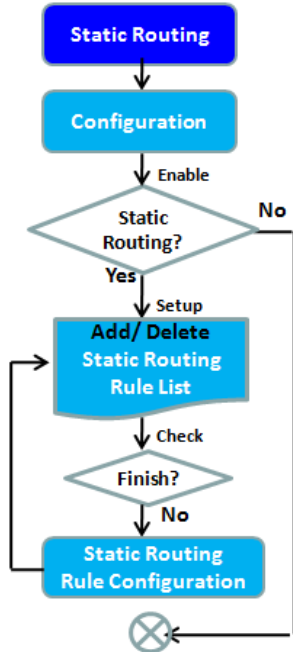 Static Routing
Configuration
Enable
Static
Routing?
No
Yes
Setup
Add/ Delete
Static Routing
Rule List
Check
Finish?
No
Static Routing
Rule Configuration